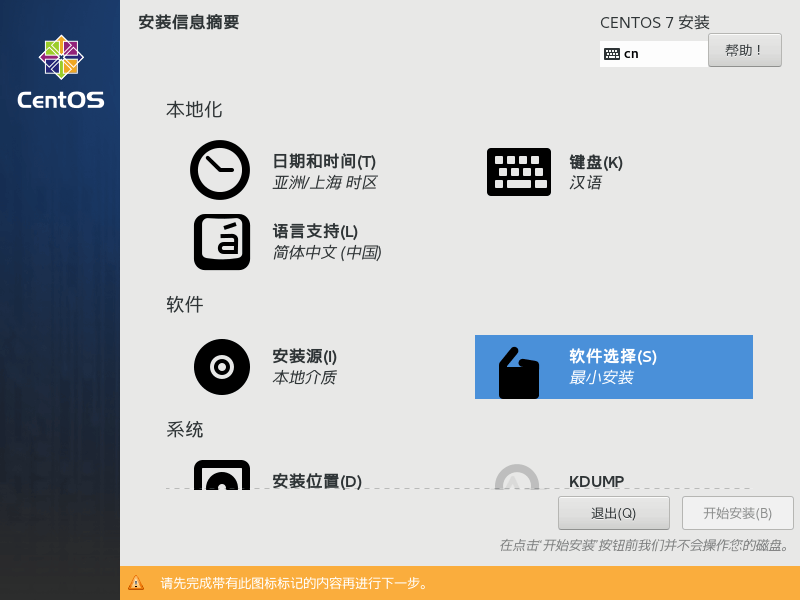 安装信息摘要
CENTOS 7 安装
cn
帮助！
CentOS
本地化
日期和时间(T)
亚洲/上海 时区
键盘(K)
汉语
语言支持(L)
简体中文 (中国)
软件
安装源(I)
本地介质
软件选择(S)
最小安装
系统
安装位置(D)
KDUMP
退出(Q)
开始安装(B)
在点击"开始安装"按钮前我们并不会操作您的磁盘。
请先完成带有此图标标记的内容再进行下一步。